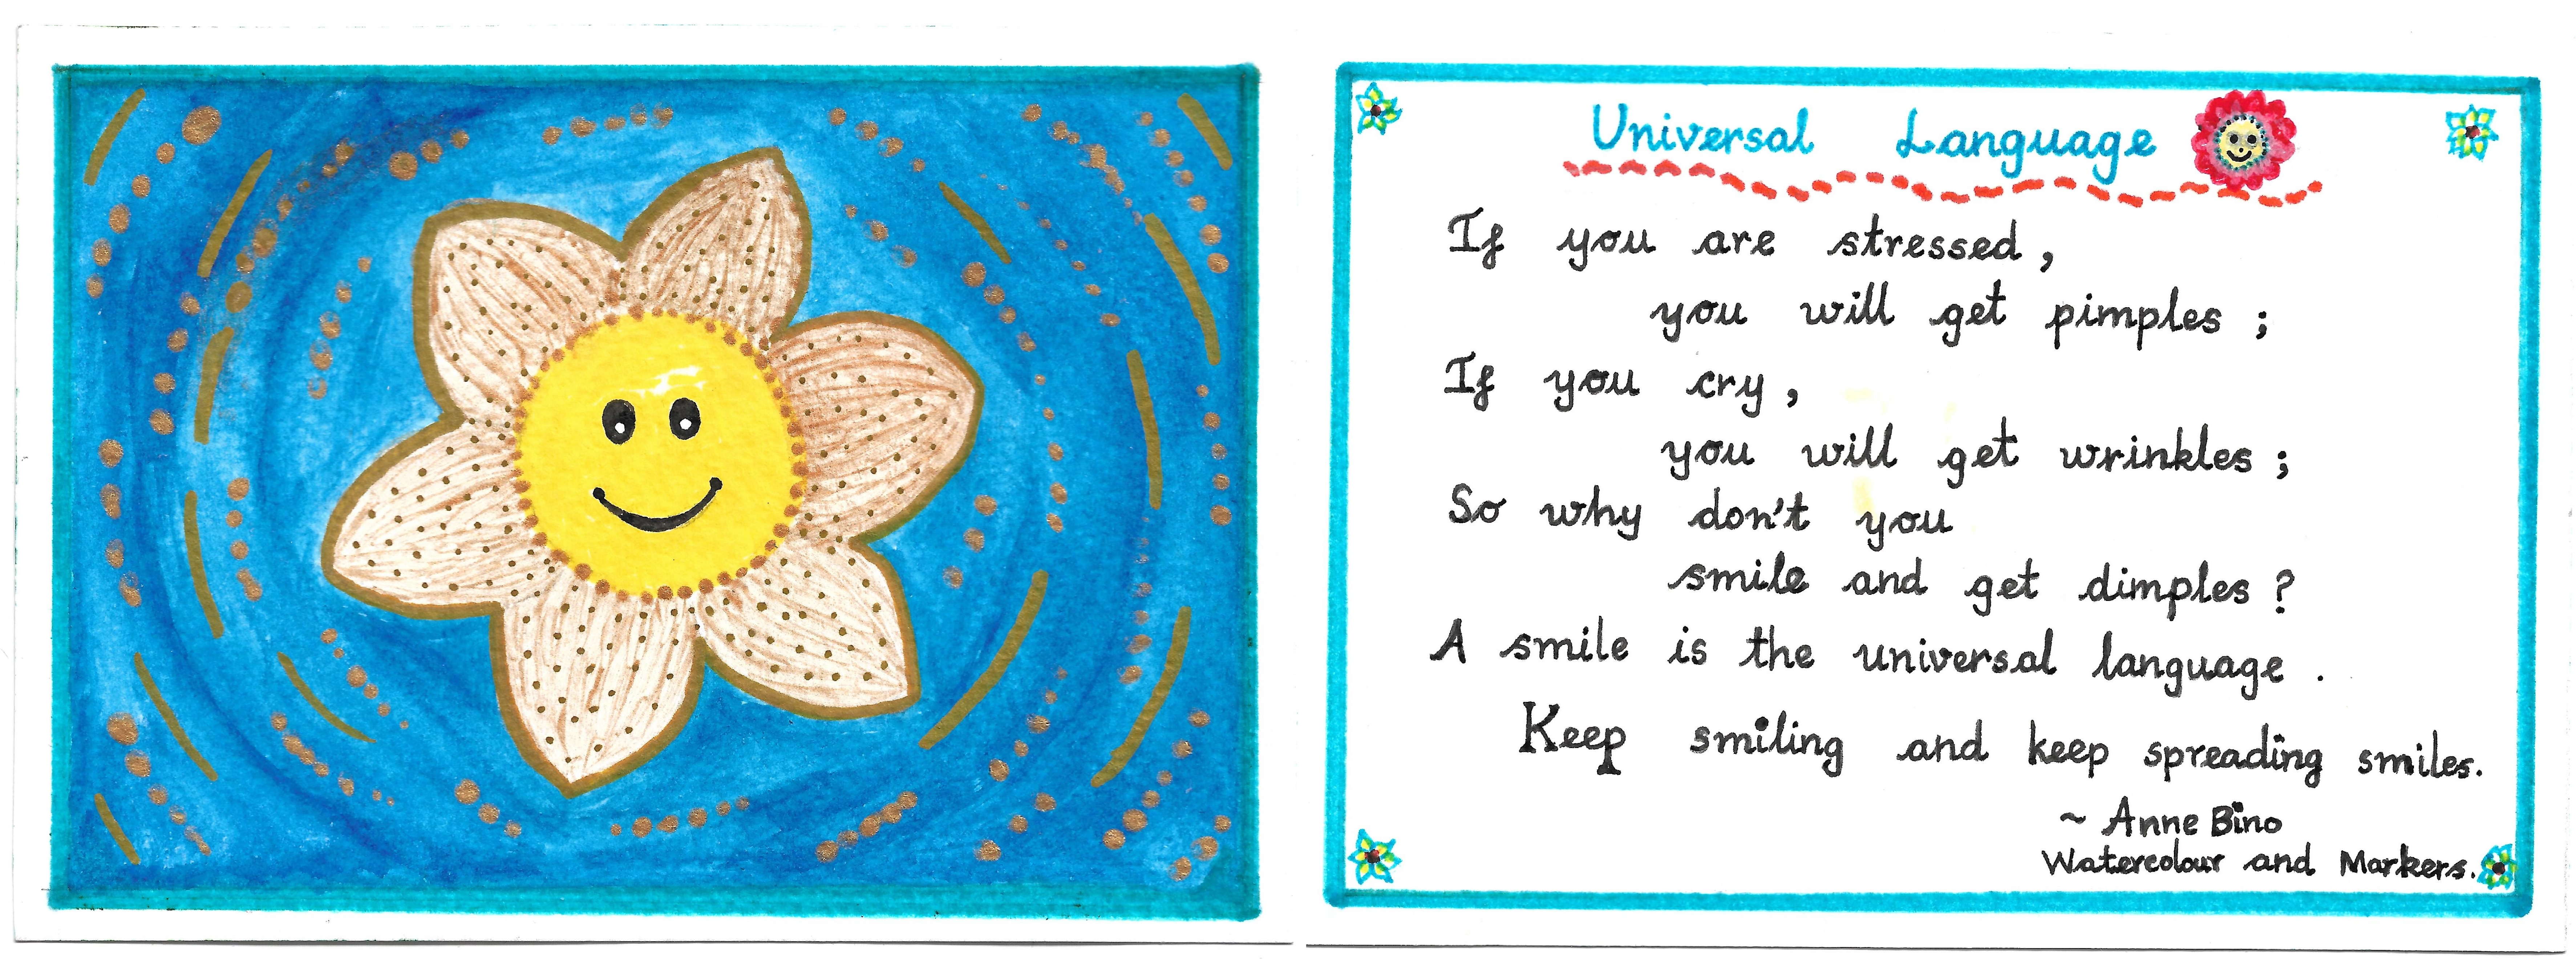 Universal Language
If you are stressed,
you will get pimples ;
If you cry,
you will get wrinkles ;
So why don't you
smile and get dimples ?
A smile is the universal language .
Keep smiling and keep spreading smiles.
~ Anne Bino
Watercolour and Markers.